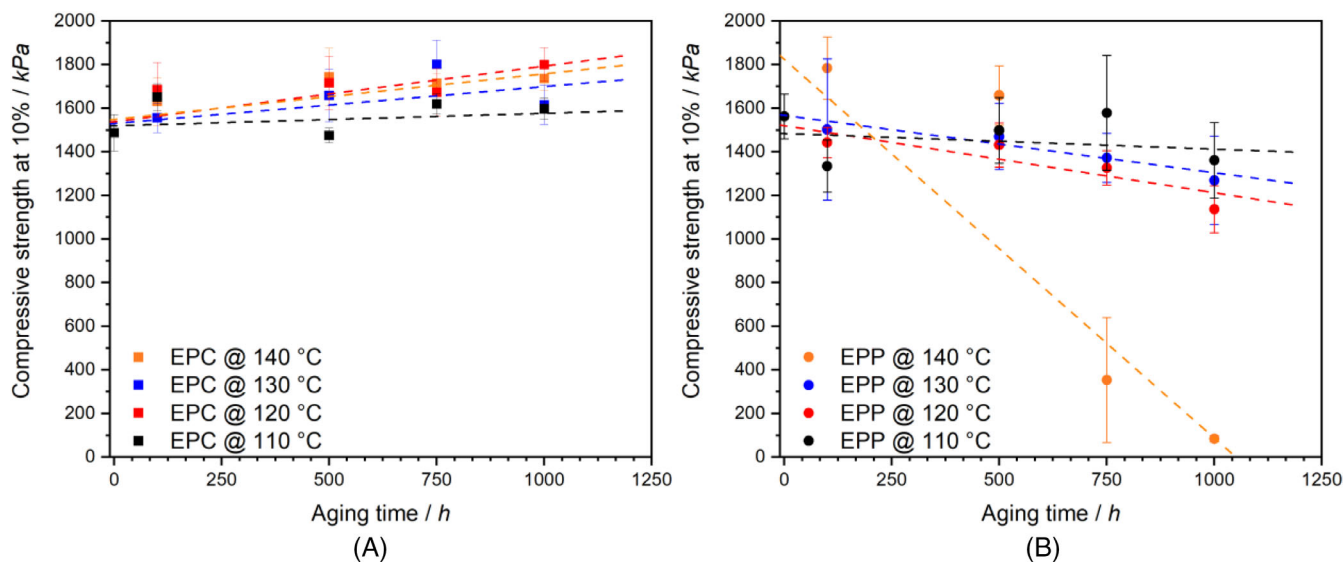 Compressive strength at 10% / kPa
2000
1800
1600
1400
1200
1000
800
600
400
200
0
EPC @ 140 °C
EPC @ 130 °C
EPC @ 120 °C
EPC @ 110 °C
0 250 500 750 1000 1250
Aging time / h
(A)
Compressive strength at 10% / kPa
2000
1800
1600
1400
1200
1000
800
600
400
200
0
EPP @ 140 °C
EPP @ 130 °C
EPP @ 120 °C
EPP @ 110 °C
0 250 500 750 1000 1250
Aging time / h
(B)